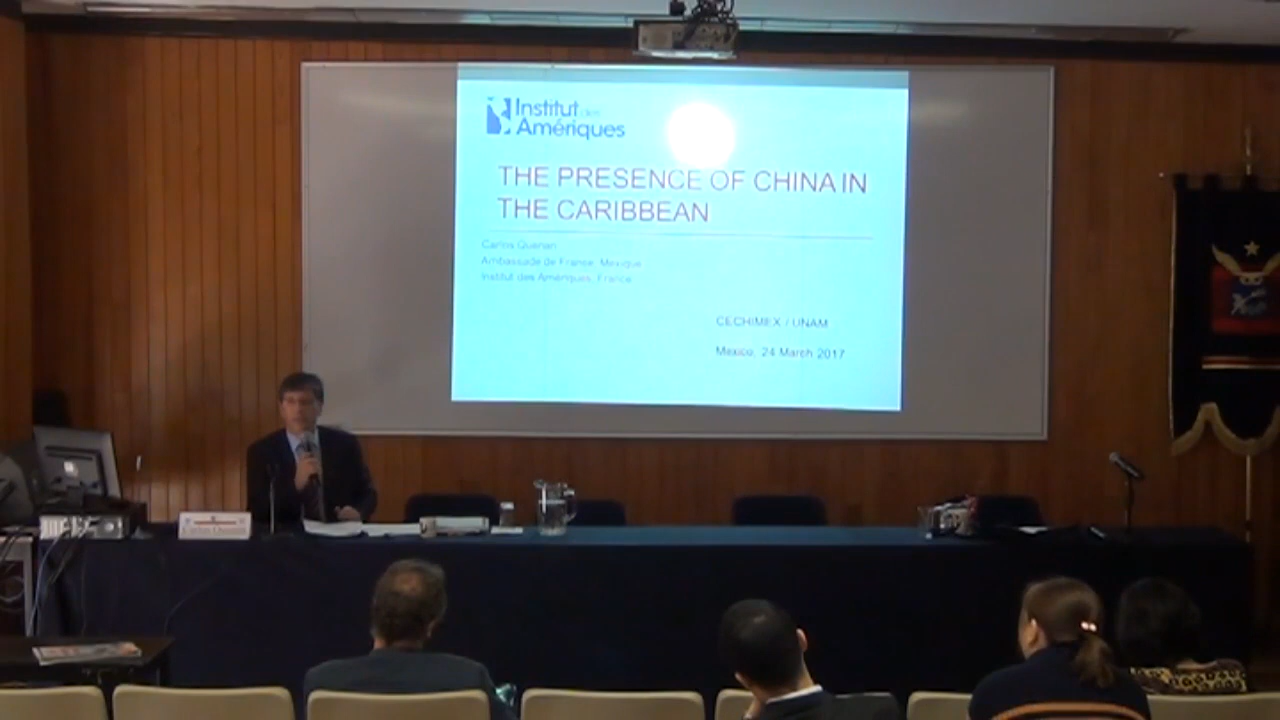 Institut des
Amériques
THE PRESENCE OF CHINA IN
THE CARIBBEAN
Carlos Quenan
Ambassade de France, Mexique
Institut des Amériques, France
CECHIMEX / UNAM
Mexico, 24 March 2017